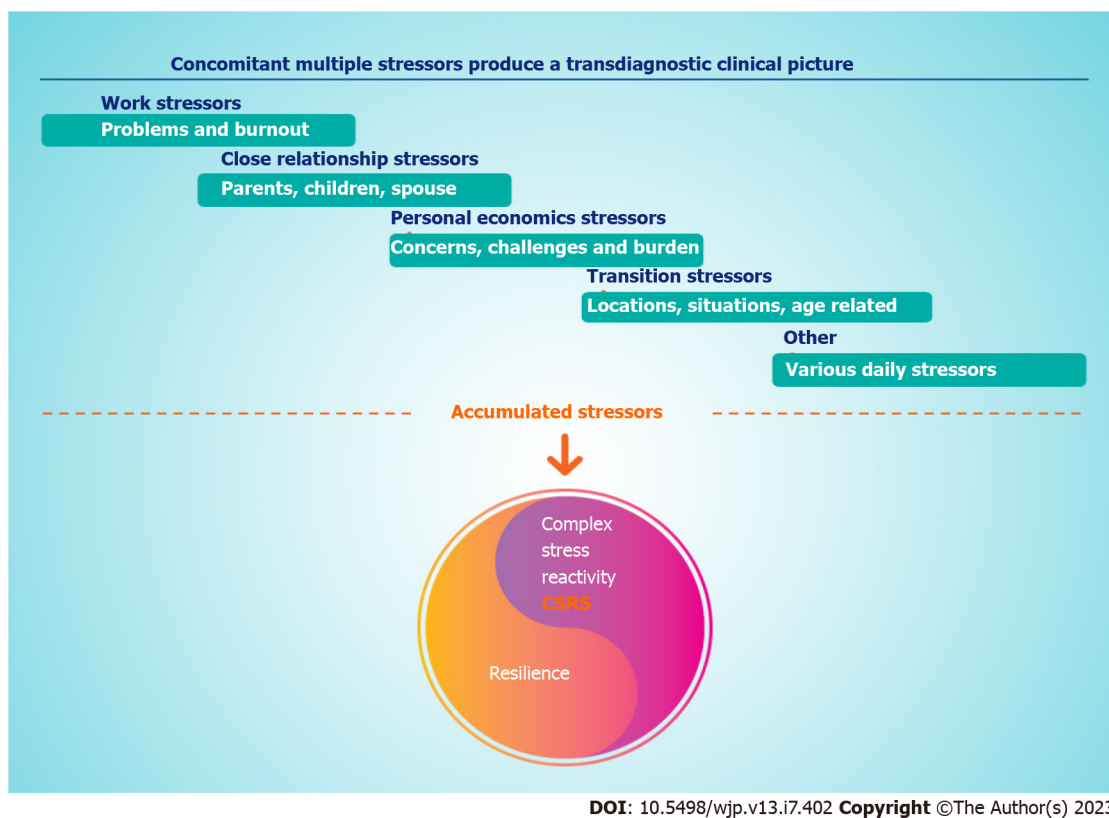 Concomitant multiple stressors produce a transdiagnostic clinical picture
Work stressors
Problems and burnout
Close relationship stressors
Parents, children, spouse
Personal economics stressors
Concerns, challenges and burden
Transition stressors
Locations, situations, age related
Other
Various daily stressors
Accumulated stressors
Complex
stress
reactivity
CSRS
Resilience
DOI: 10.5498/wjp.v13.i7.402 Copyright ©The Author(s) 2023